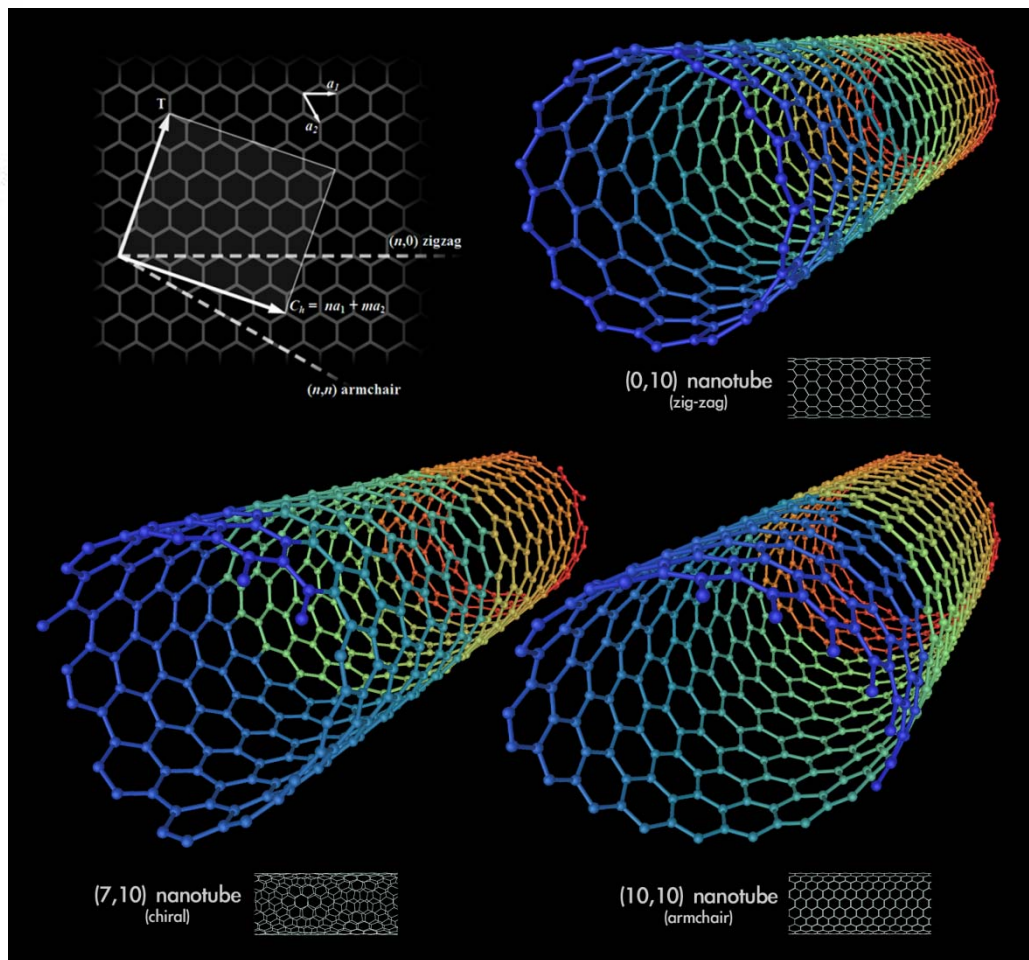 T
a1
a2
(n,0) zigzag
Ch = na1 + ma2
(n,n) armchair
(0,10) nanotube
(zig-zag)
(7,10) nanotube
(chiral)
(10,10) nanotube
(armchair)